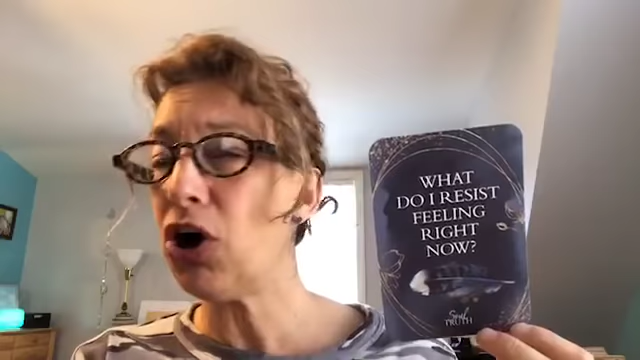 WHAT
DO I RESIST
FEELING
RIGHT
NOW?
Soul
TRUTH